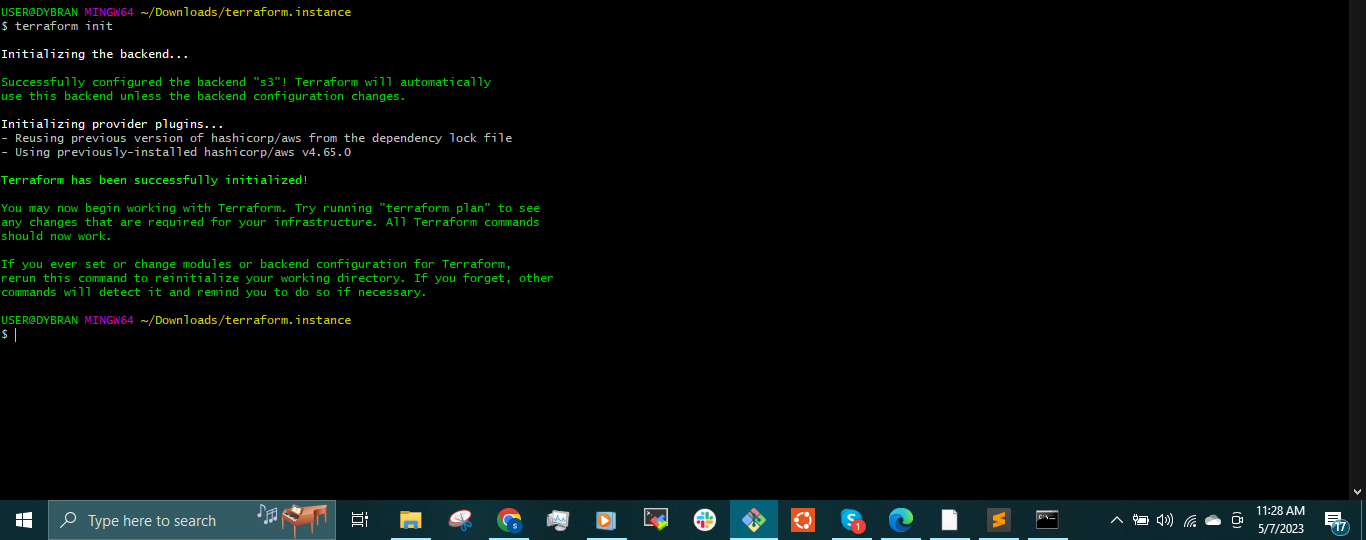 USER@DYBRAN MINGW64 ~/Downloads/terraform.instance
$ terraform init
Initializing the backend...
Successfully configured the backend "s3"! Terraform will automatically
use this backend unless the backend configuration changes.
Initializing provider plugins...
- Reusing previous version of hashicorp/aws from the dependency lock file
- Using previously-installed hashicorp/aws v4.65.0
Terraform has been successfully initialized!
You may now begin working with Terraform. Try running "terraform plan" to see
any changes that are required for your infrastructure. All Terraform commands
should now work.
If you ever set or change modules or backend configuration for Terraform,
rerun this command to reinitialize your working directory. If you forget, other
commands will detect it and remind you to do so if necessary.
USER@DYBRAN MINGW64 ~/Downloads/terraform.instance
$
Type here to search
S
S
1
11:28 AM
5/7/2023
17